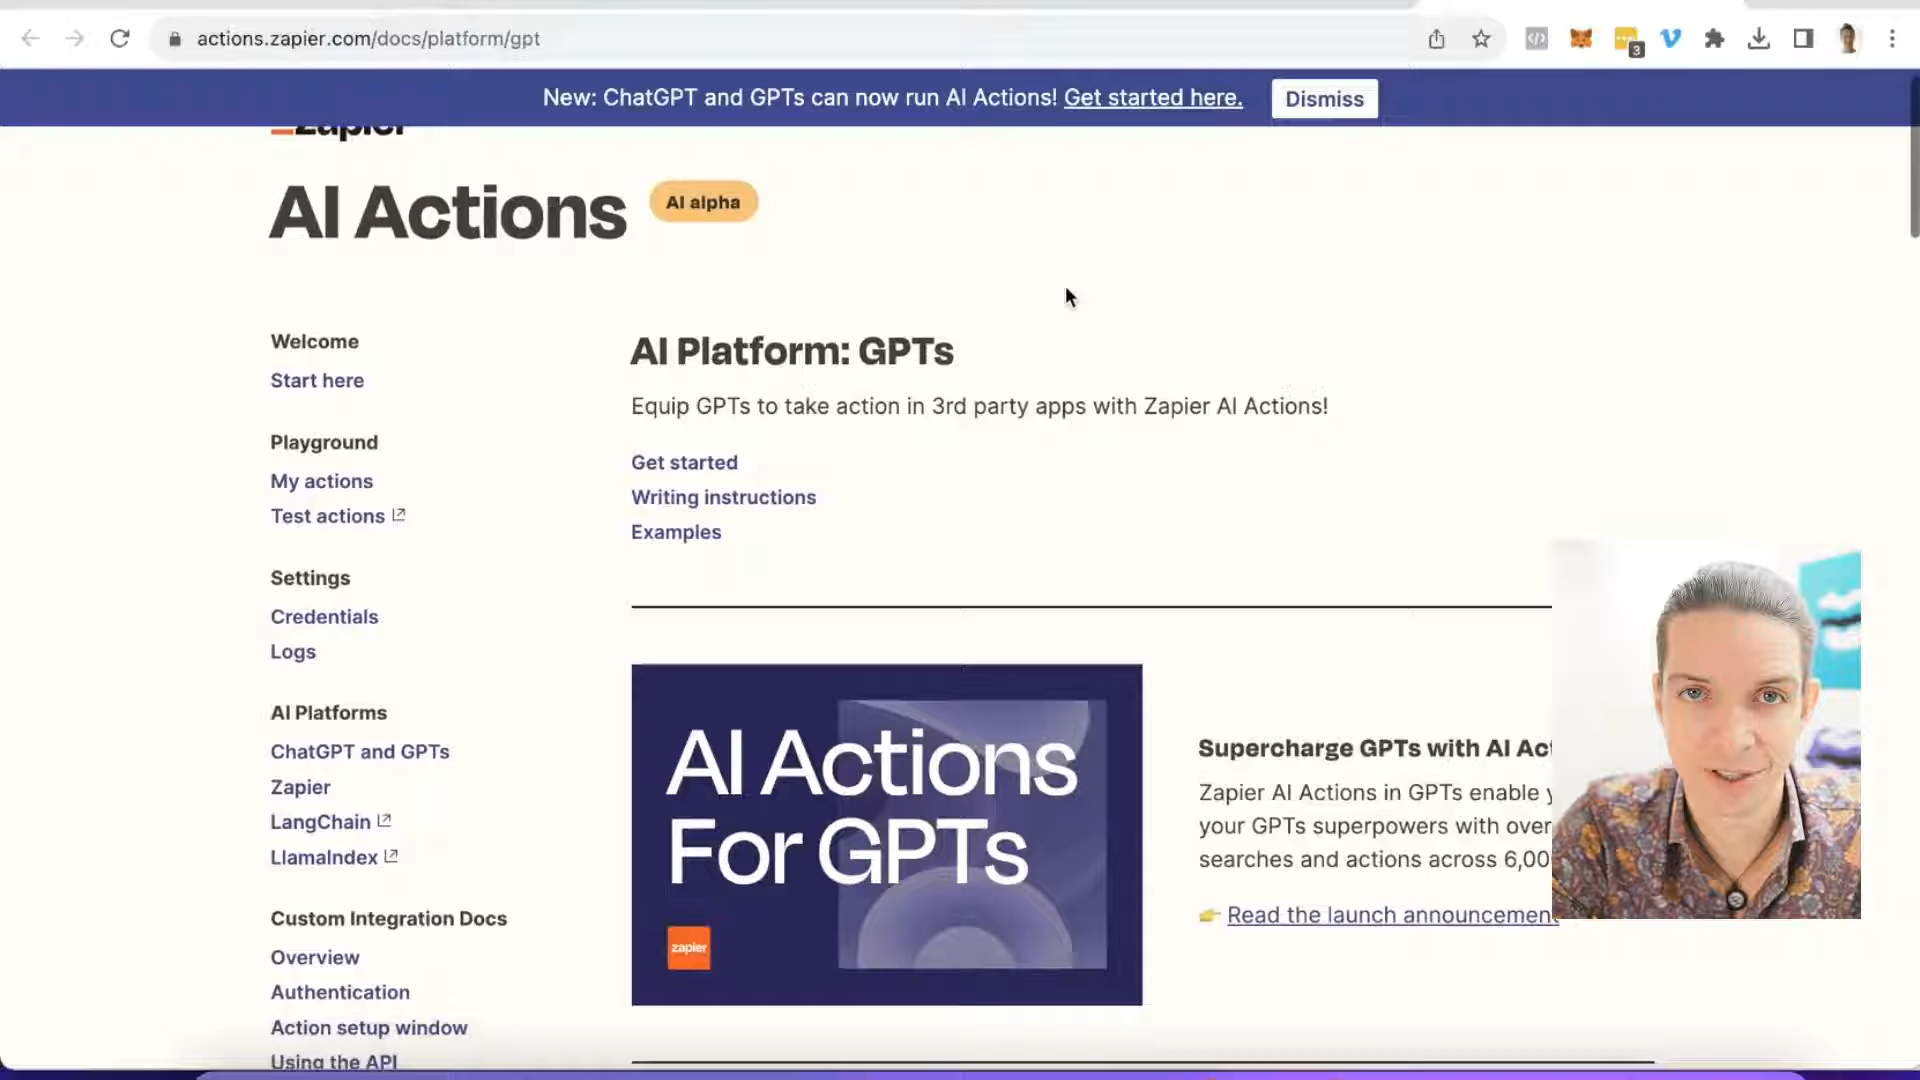 actions.zapier.com/docs/platform/gpt
3
New: ChatGPT and GPTs can now run AI Actions! Get started here.
Dismiss
Zapier
AI Actions
AI alpha
Welcome
Start here
Playground
My actions
Test actions
Settings
Credentials
Logs
AI Platforms
ChatGPT and GPTs
Zapier
LangChain
LlamaIndex
Custom Integration Docs
Overview
Authentication
Action setup window
Using the API
AI Platform: GPTs
Equip GPTs to take action in 3rd party apps with Zapier AI Actions!
Get started
Writing instructions
Examples
AI Actions
For GPTs
zapier
Supercharge GPTs with AI Act
Zapier AI Actions in GPTs enable y
your GPTs superpowers with over
searches and actions across 6,00
Read the launch announcement